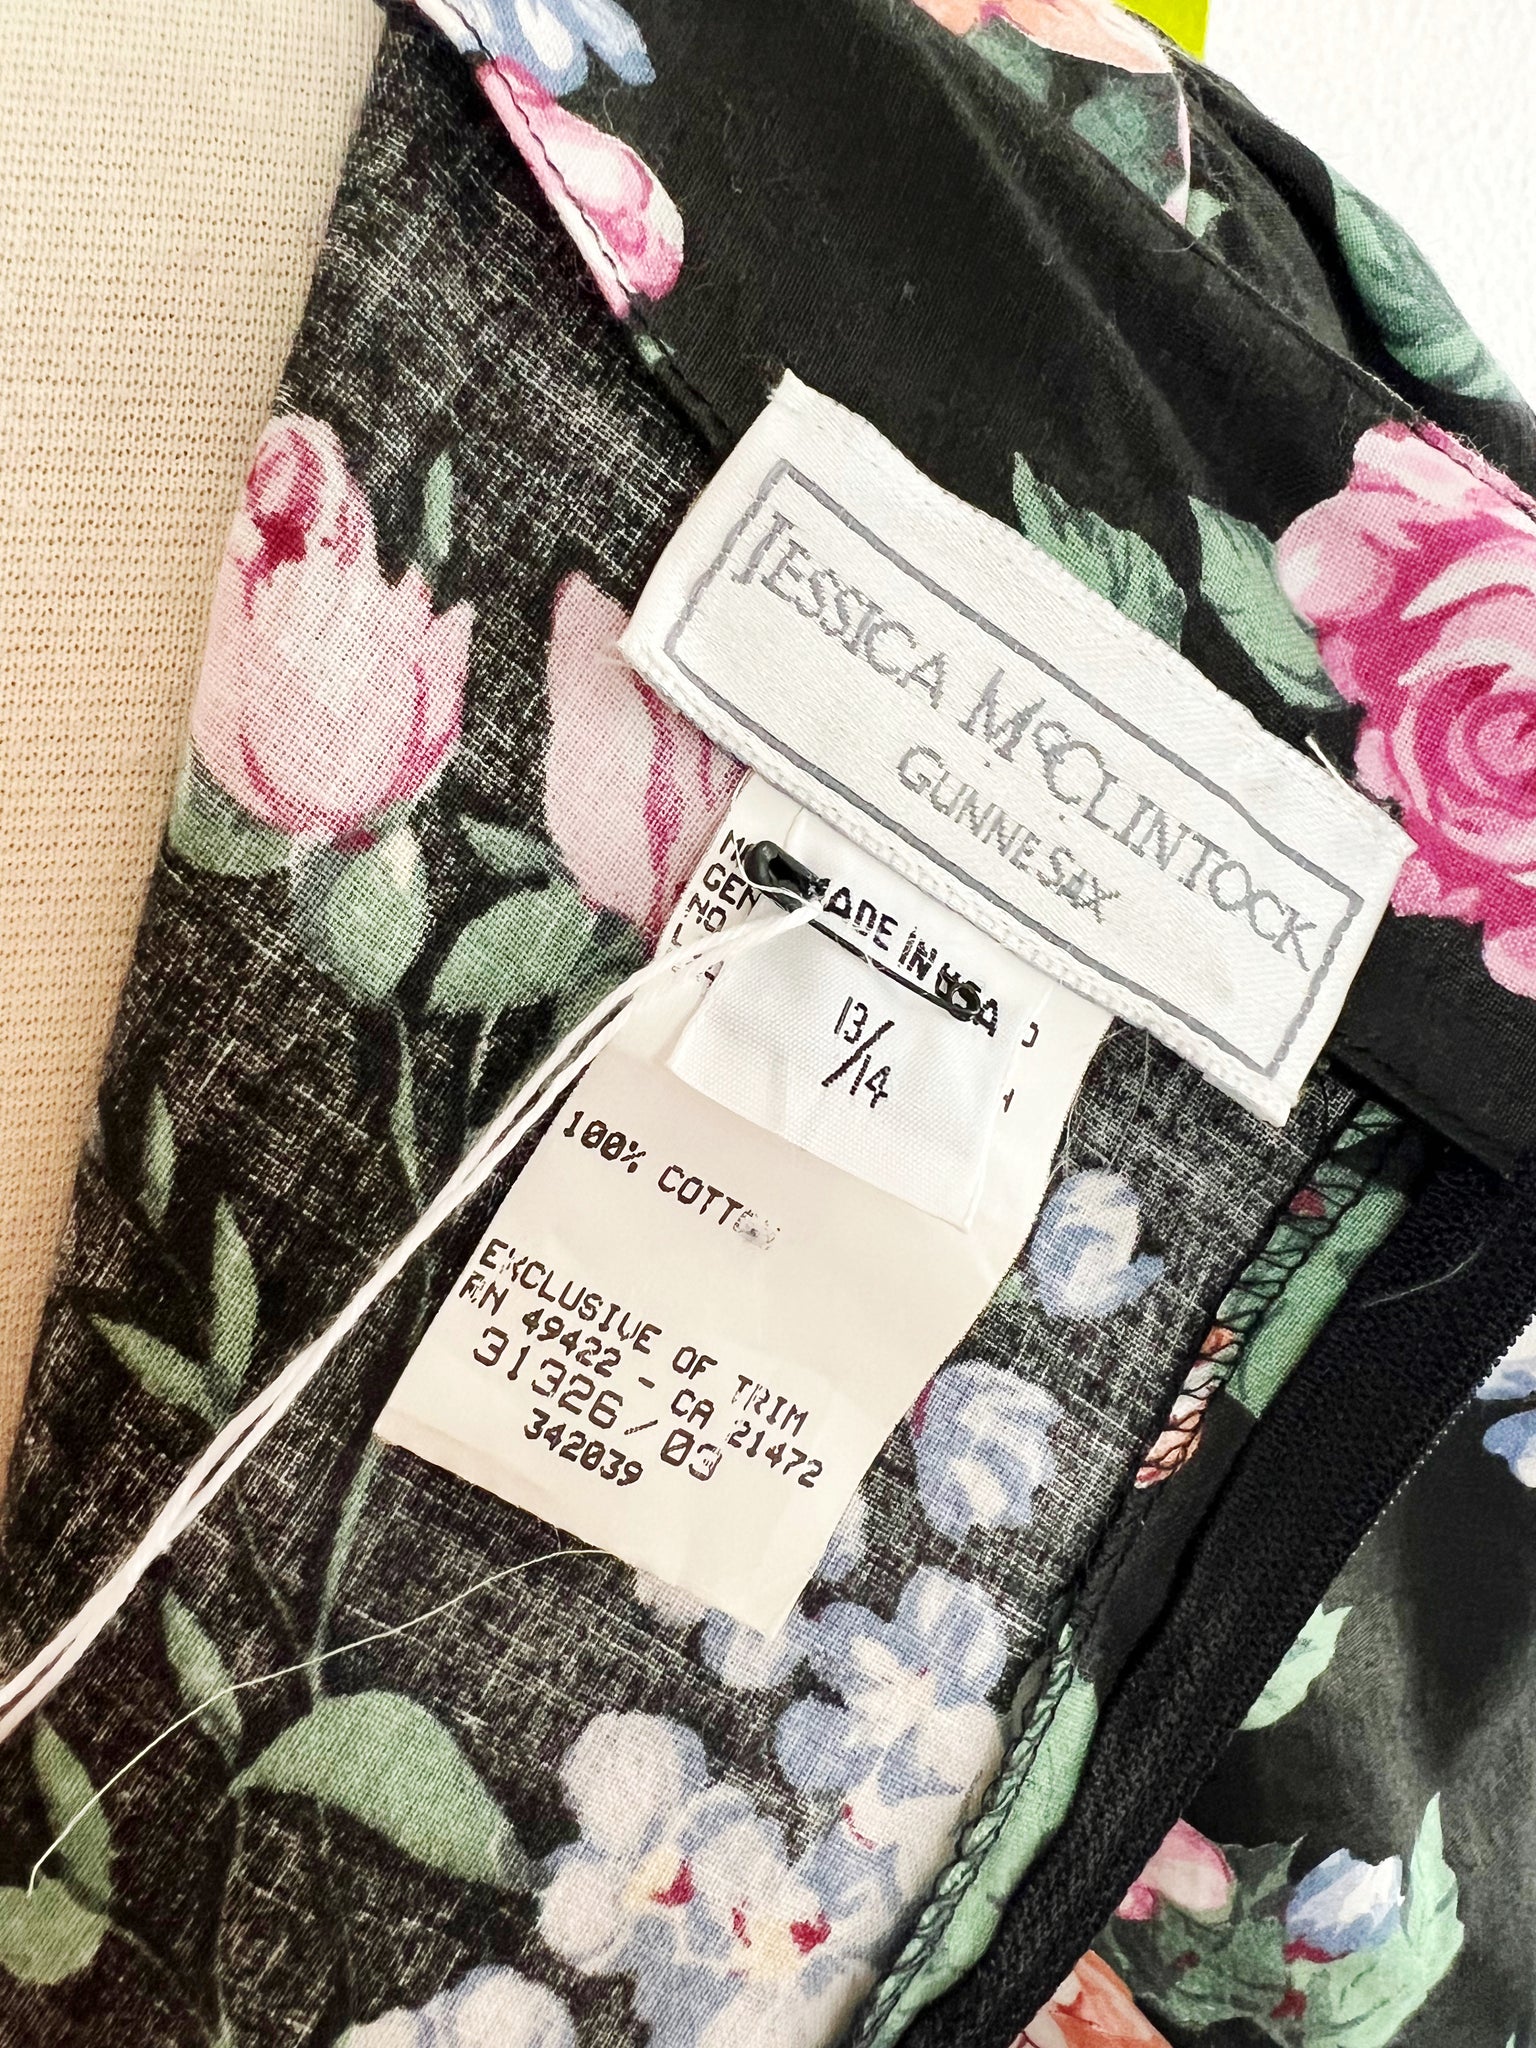 JESSICA McCLINTOCK
GUNNE SAX
MADE IN USA
13/14
100% COTTON
EXCLUSIVE OF TRIM
RN 49422 - CA 21472
31326/03
342039